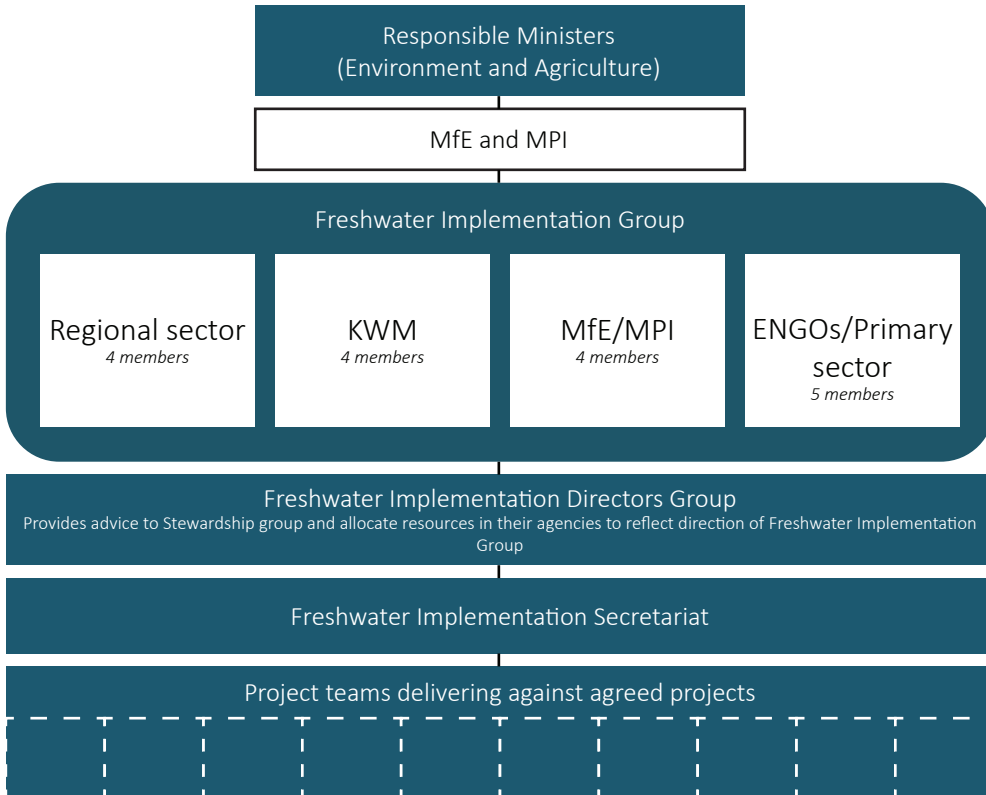 Responsible Ministers
(Environment and Agriculture)
MfE and MPI
Freshwater Implementation Group
Regional sector
4 members
KWM
4 members
MfE/MPI
4 members
ENGOs/Primary
sector
5 members
Freshwater Implementation Directors Group
Provides advice to Stewardship group and allocate resources in their agencies to reflect direction of Freshwater Implementation
Group
Freshwater Implementation Secretariat
Project teams delivering against agreed projects